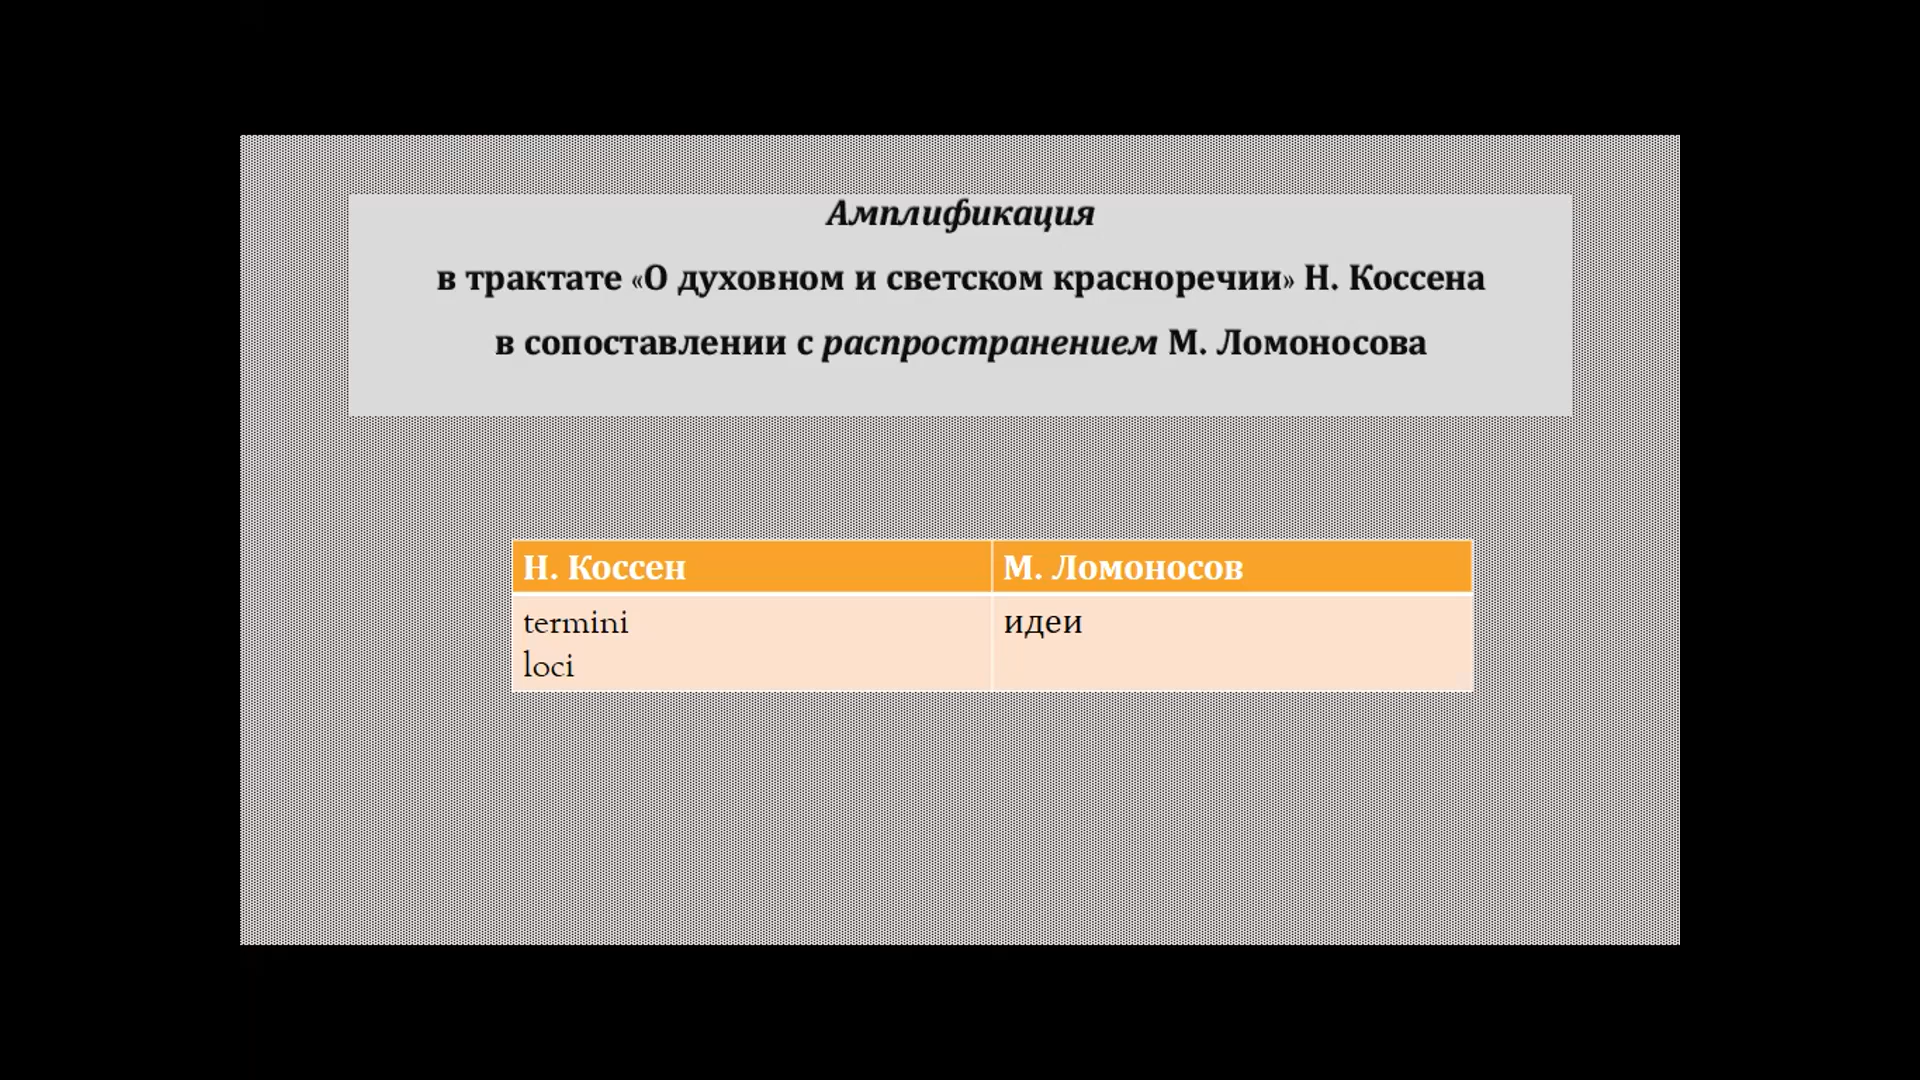 Амплификация
в трактате «О духовном и светском красноречии» Н. Коссена
в сопоставлении с распространением М. Ломоносова
Н. Коссен
М. Ломоносов
termini
идеи
loci